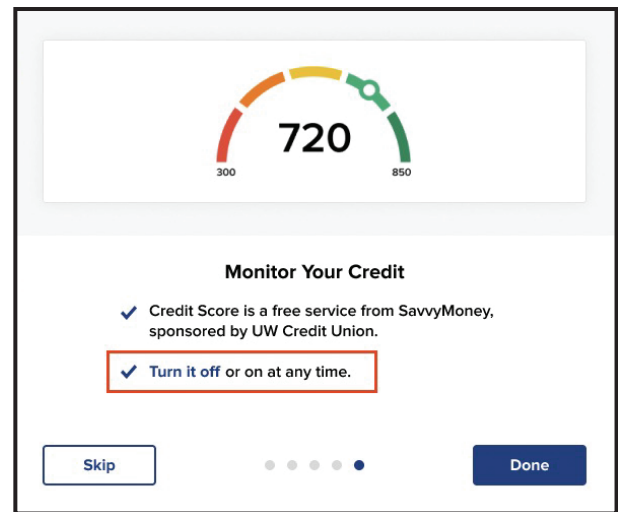 720
300
850
Monitor Your Credit
Credit Score is a free service from SavvyMoney,
sponsored by UW Credit Union.
Turn it off or on at any time.
Skip
Done